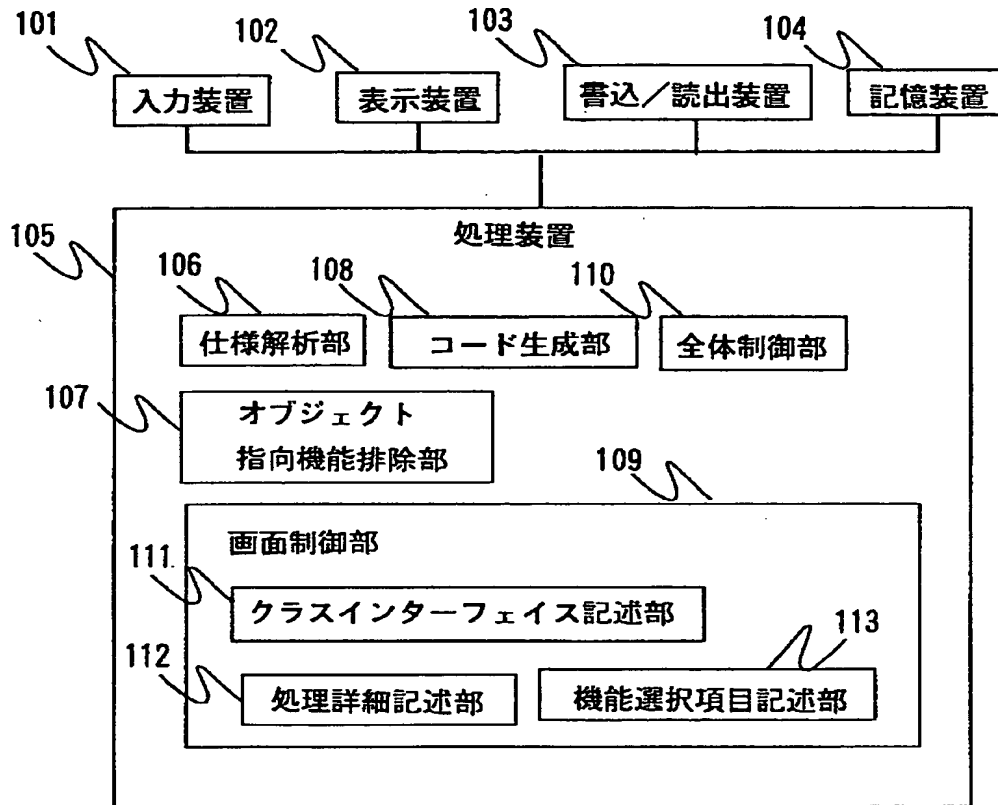 101
102
103
104
入力装置
表示装置
書込／読出装置
記憶装置
105
処理装置
106
108
110
仕様解析部
コード生成部
全体制御部
107
オブジェクト
指向機能排除部
109
画面制御部
111
クラスインターフェイス記述部
112
113
処理詳細記述部
機能選択項目記述部